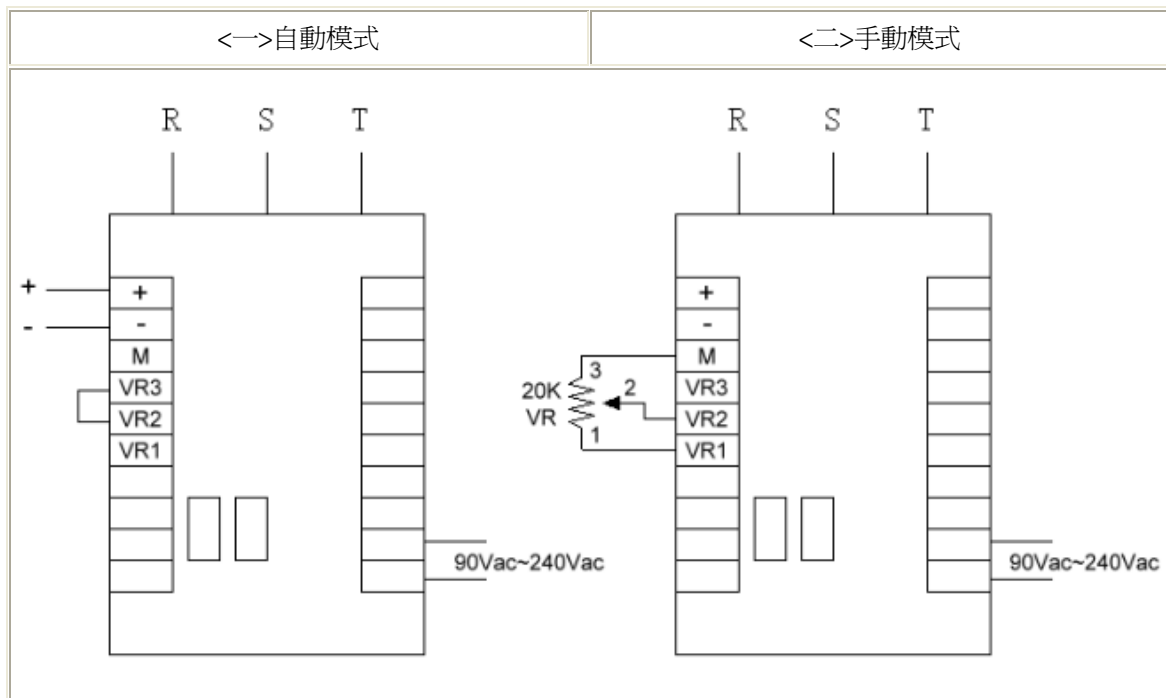 <一>自動模式
<二>手動模式
R S T
+ +
- -
M
VR3
VR2
VR1
90Vac~240Vac
R S T
+
-
M
VR3
VR2
VR1
3
20K
VR
2
1
90Vac~240Vac